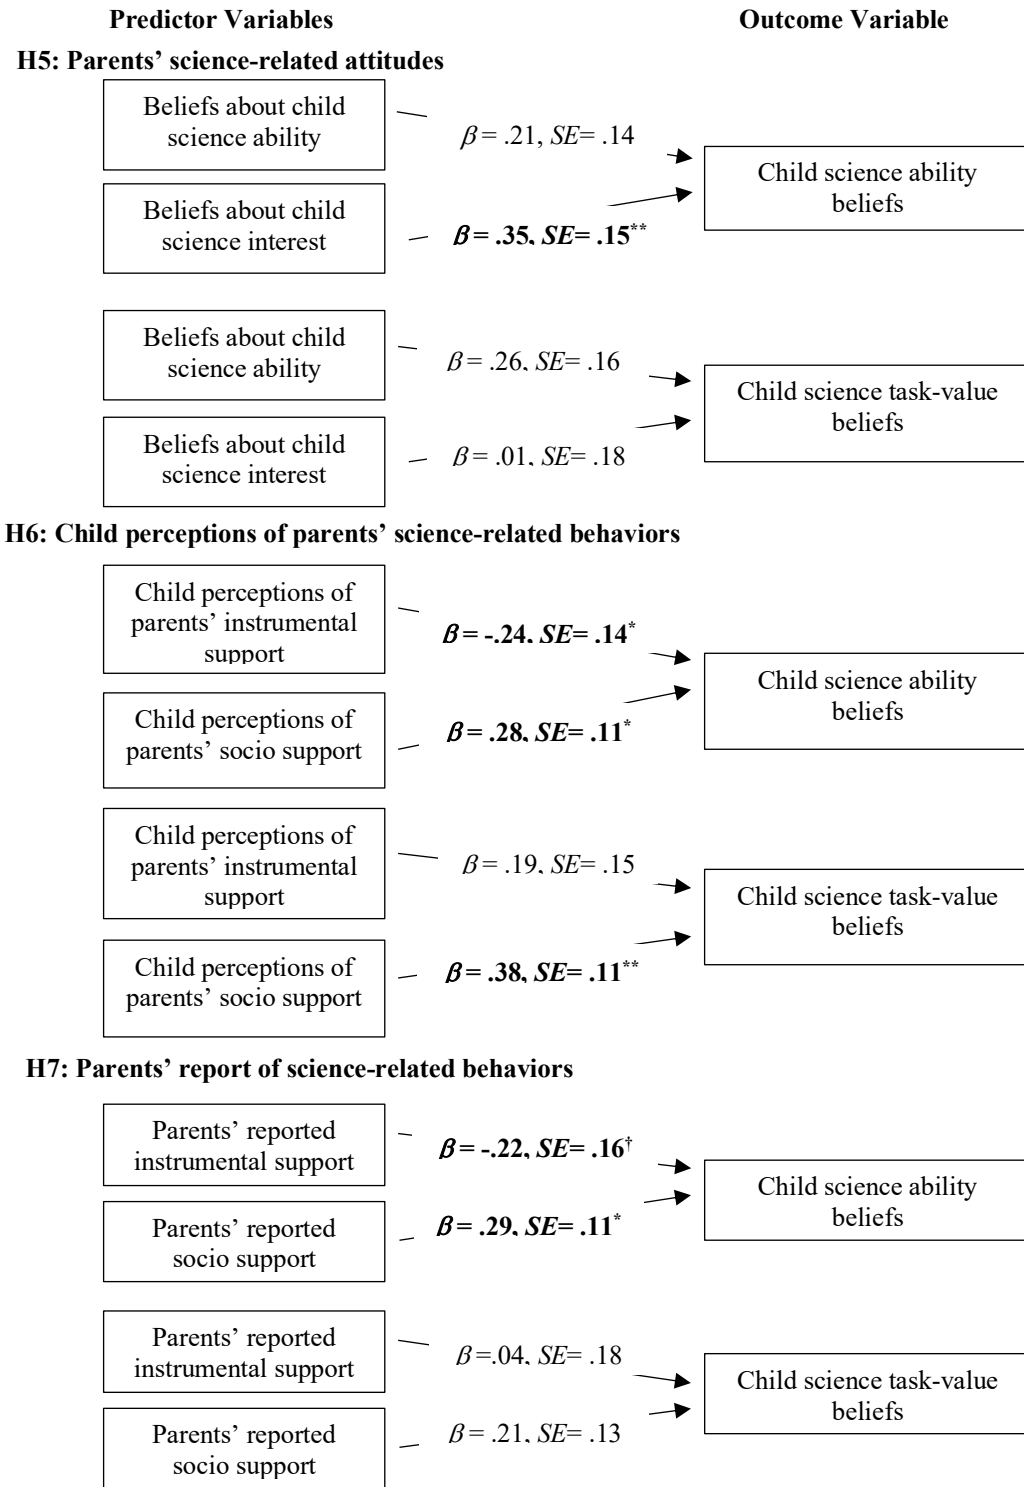 Predictor Variables
Outcome Variable
H5: Parents’ science-related attitudes
Beliefs about child
science ability
β = .21, SE= .14
Child science ability
beliefs
Beliefs about child
science interest
β = .35, SE= .15**
Beliefs about child
science ability
β = .26, SE= .16
Child science task-value
beliefs
Beliefs about child
science interest
β = .01, SE= .18
H6: Child perceptions of parents’ science-related behaviors
Child perceptions of
parents’ instrumental
support
β = -.24, SE= .14*
Child science ability
beliefs
Child perceptions of
parents’ socio support
β = .28, SE= .11*
Child perceptions of
parents’ instrumental
support
β = .19, SE= .15
Child science task-value
beliefs
Child perceptions of
parents’ socio support
β = .38, SE= .11**
H7: Parents’ report of science-related behaviors
Parents’ reported
instrumental support
β = -.22, SE= .16†
Child science ability
beliefs
Parents’ reported
socio support
β = .29, SE= .11*
Parents’ reported
instrumental support
β =.04, SE= .18
Child science task-value
beliefs
Parents’ reported
socio support
β = .21, SE= .13